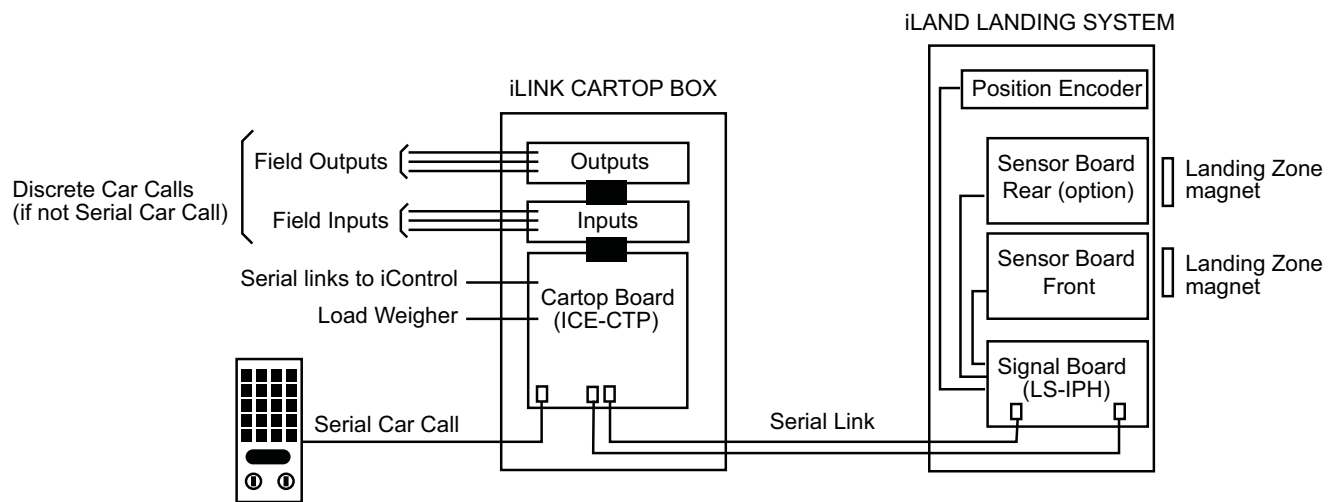 iLAND LANDING SYSTEM
iLINK CARTOP BOX
Position Encoder
Field Outputs
Outputs
Sensor Board
Rear (option)
Landing Zone
magnet
Discrete Car Calls
(if not Serial Car Call)
Field Inputs
Inputs
Sensor Board
Front
Landing Zone
magnet
Serial links to iControl
Load Weigher
Cartop Board
(ICE-CTP)
Signal Board
(LS-IPH)
Serial Car Call
Serial Link